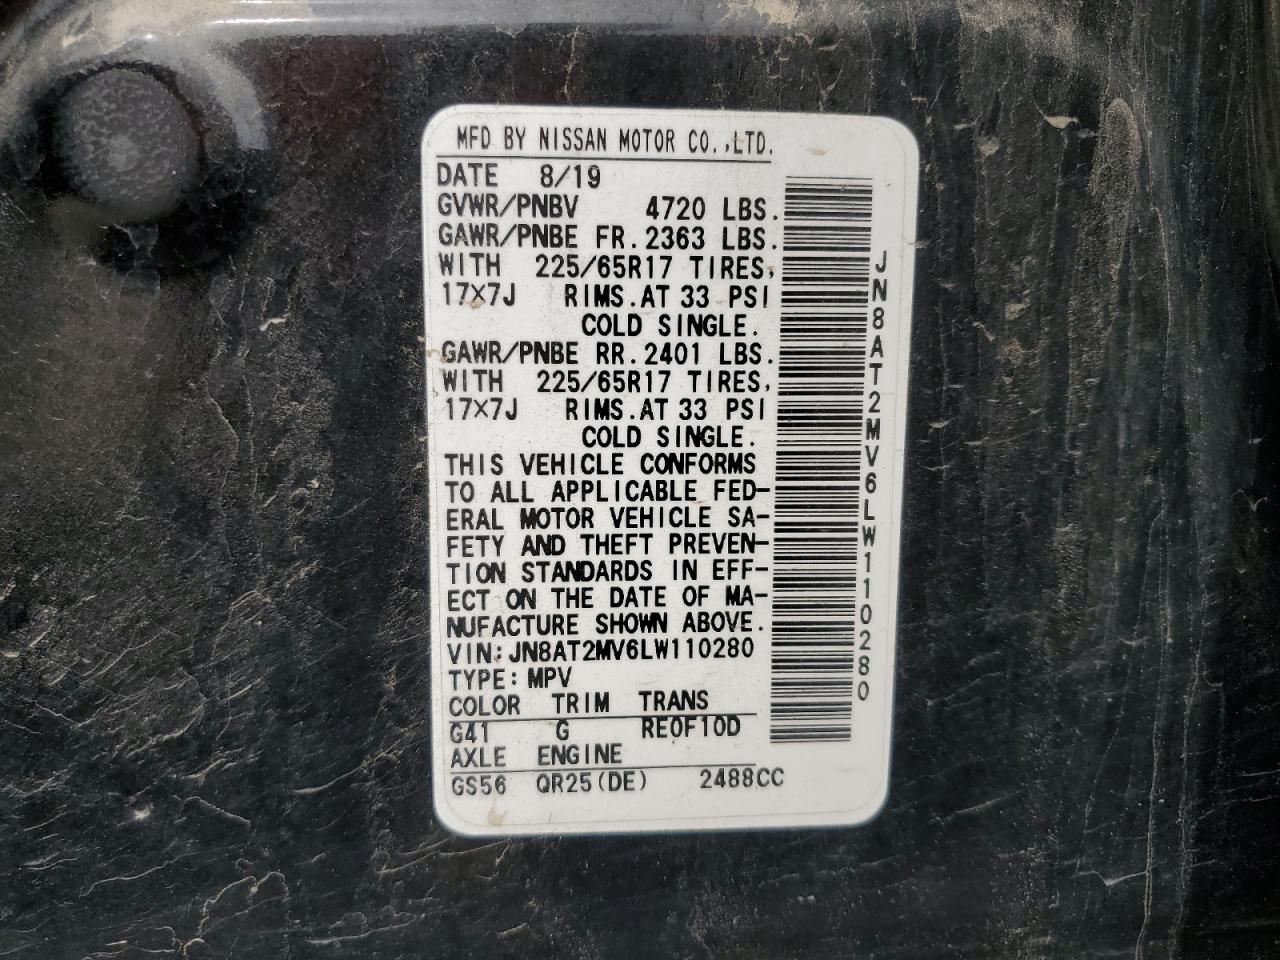 MFD BY NISSAN MOTOR CO.,LTD.
DATE 8/19
GVWR/PNBV 4720 LBS.
GAWR/PNBE FR.2363 LBS.
WITH 225/65R17 TIRES,
17X7J RIMS.AT 33 PSI
COLD SINGLE.
GAWR/PNBE RR.2401 LBS.
WITH 225/65R17 TIRES,
17X7J RIMS.AT 33 PSI
COLD SINGLE.
THIS VEHICLE CONFORMS
TO ALL APPLICABLE FED-
ERAL MOTOR VEHICLE SA-
FETY AND THEFT PREVEN-
TION STANDARDS IN EFF-
ECT ON THE DATE OF MA-
NUFACTURE SHOWN ABOVE.
VIN:JN8AT2MV6LW110280
TYPE:MPV
COLOR TRIM TRANS
G41 G RE0F10D
AXLE ENGINE
GS56 QR25(DE) 2488CC
JN8AT2MV6LW110280